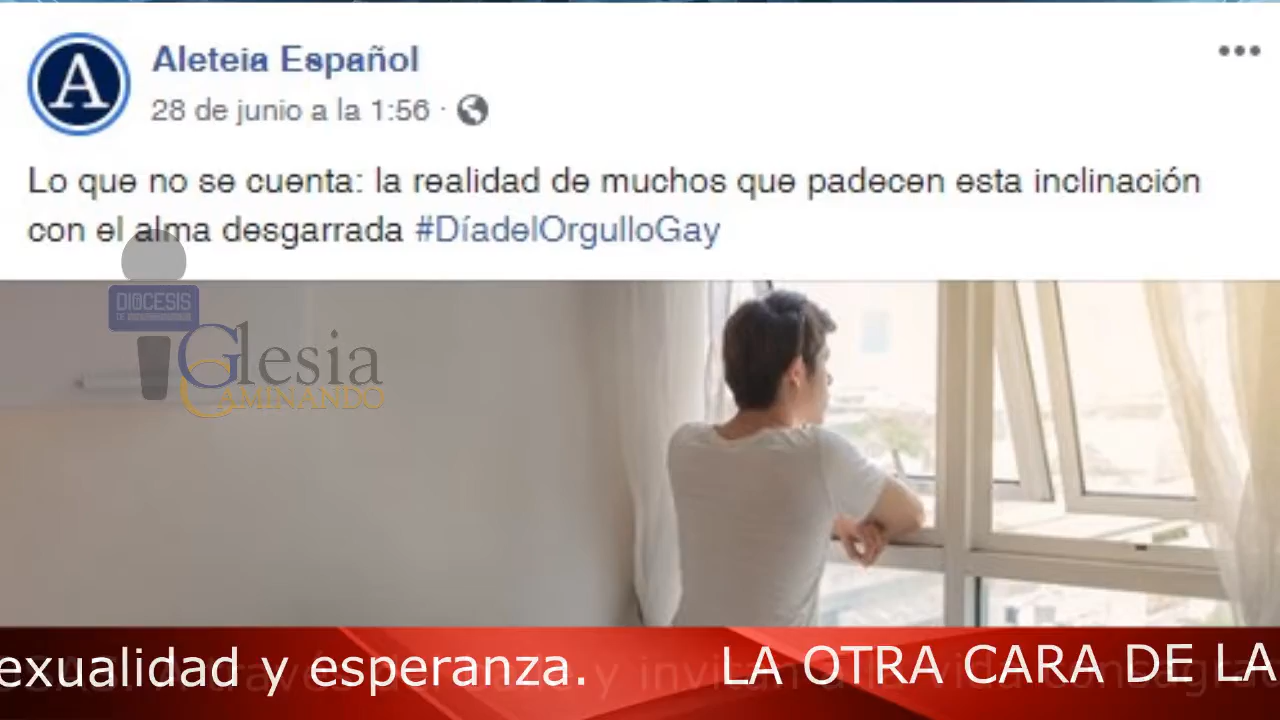 A
Aleteia Español
28 de junio a la 1:56 ·
Lo que no se cuenta: la realidad de muchos que padecen esta inclinación
con el alma desgarrada #DíadelOrgulloGay
DIOCESIS
Iglesia
CAMINANDO
exualidad y esperanza. LA OTRA CARA DE LA
y invitan a